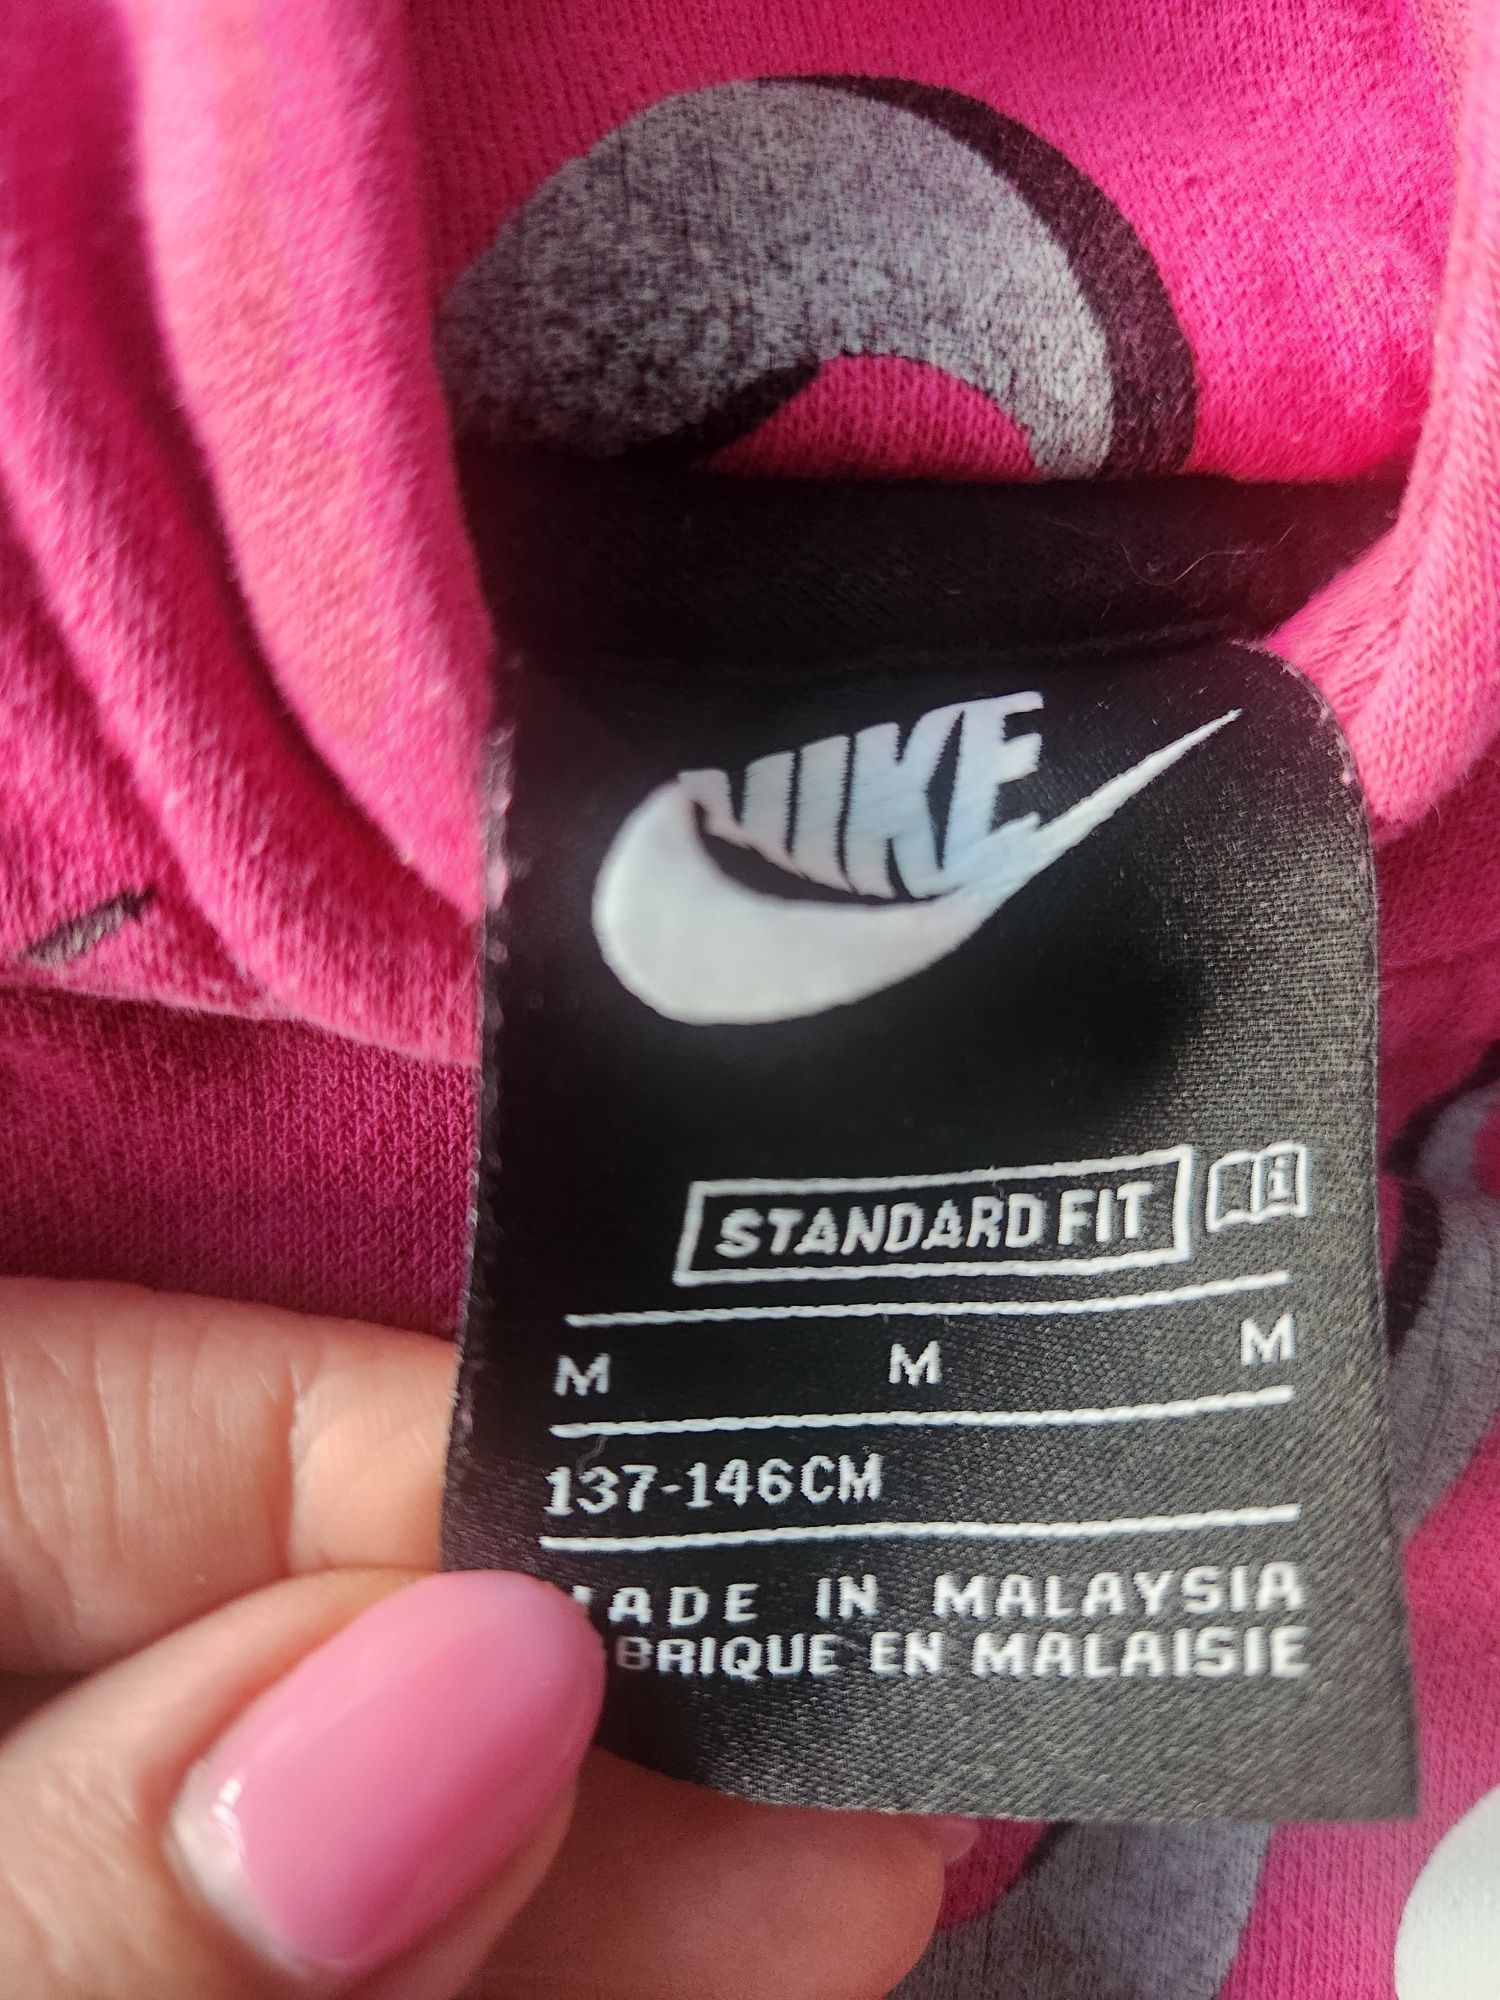 NIKE
STANDARD FIT i
M M M
137-146CM
ADE IN MALAYSIA
BRIQUE EN MALAISIE